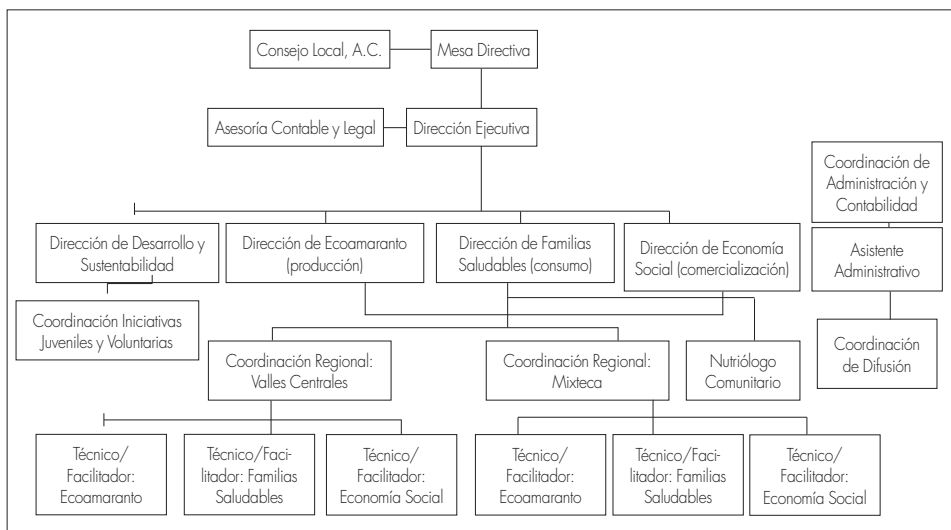 Consejo Local, A.C.
Mesa Directiva
Asesoría Contable y Legal
Dirección Ejecutiva
Coordinación de
Administración y
Contabilidad
Dirección de Desarrollo y
Sustentabilidad
Dirección de Ecoamaranto
(producción)
Dirección de Familias
Saludables (consumo)
Dirección de Economía
Social (comercialización)
Asistente
Administrativo
Coordinación Iniciativas
Juveniles y Voluntarias
Coordinación Regional:
Valles Centrales
Coordinación Regional:
Mixteca
Nutriólogo
Comunitario
Coordinación
de Difusión
Técnico/
Facilitador:
Ecoamaranto
Técnico/Faci-
litador: Familias
Saludables
Técnico/
Facilitador:
Economía Social
Técnico/
Facilitador:
Ecoamaranto
Técnico/Faci-
litador: Familias
Saludables
Técnico/
Facilitador:
Economía Social